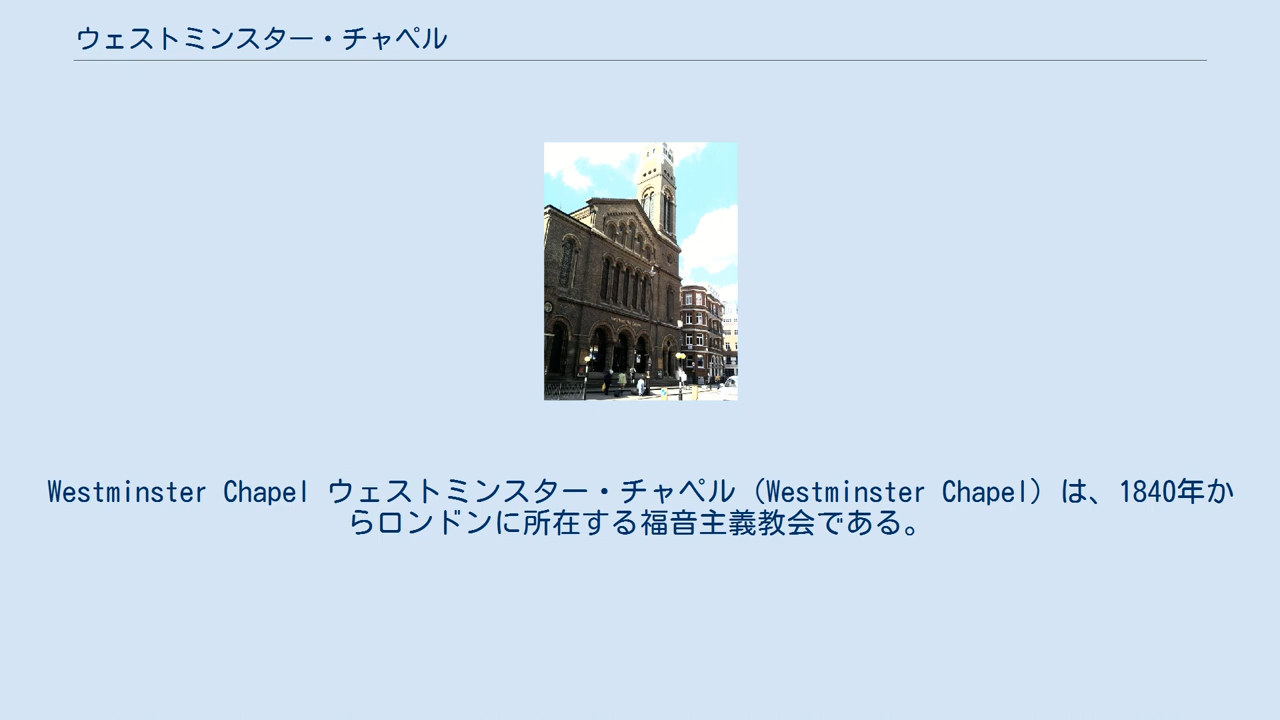 ウェストミンスター・チャペル
Westminster Chapel ウェストミンスター・チャペル（Westminster Chapel）は、1840年か
らロンドンに所在する福音主義教会である。